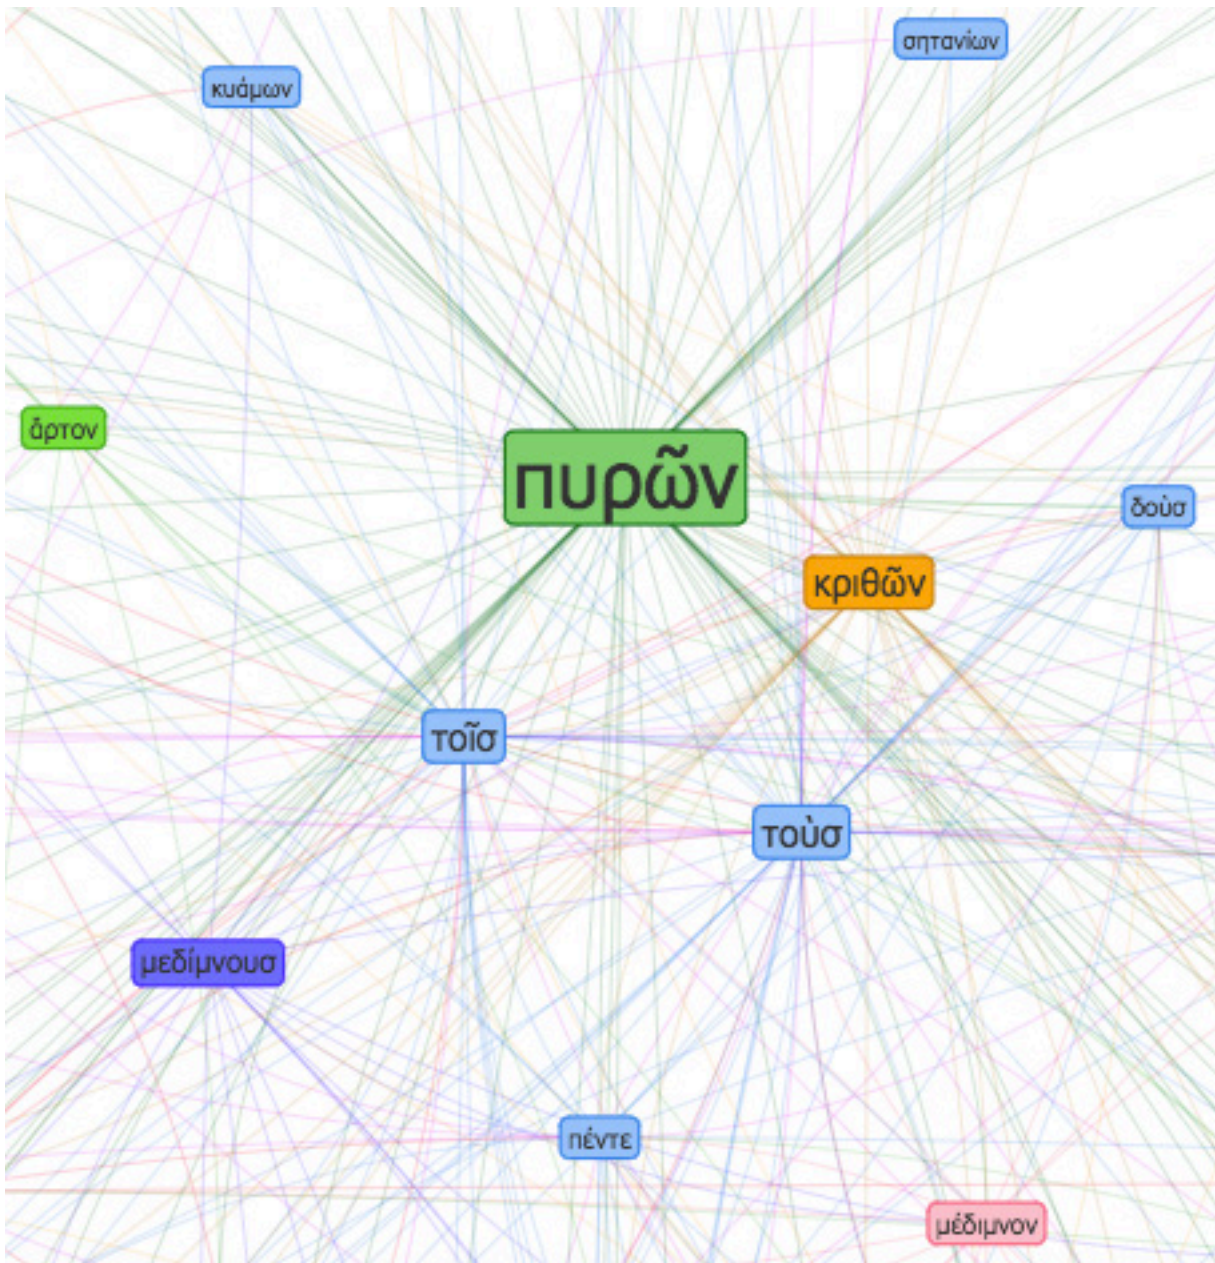 σητανίων
κυάμων
ἄρτον
πυρῶν
δοὺσ
κριθῶν
τοῖσ
τοὺσ
μεδίμνουσ
πέντε
μέδιμνον